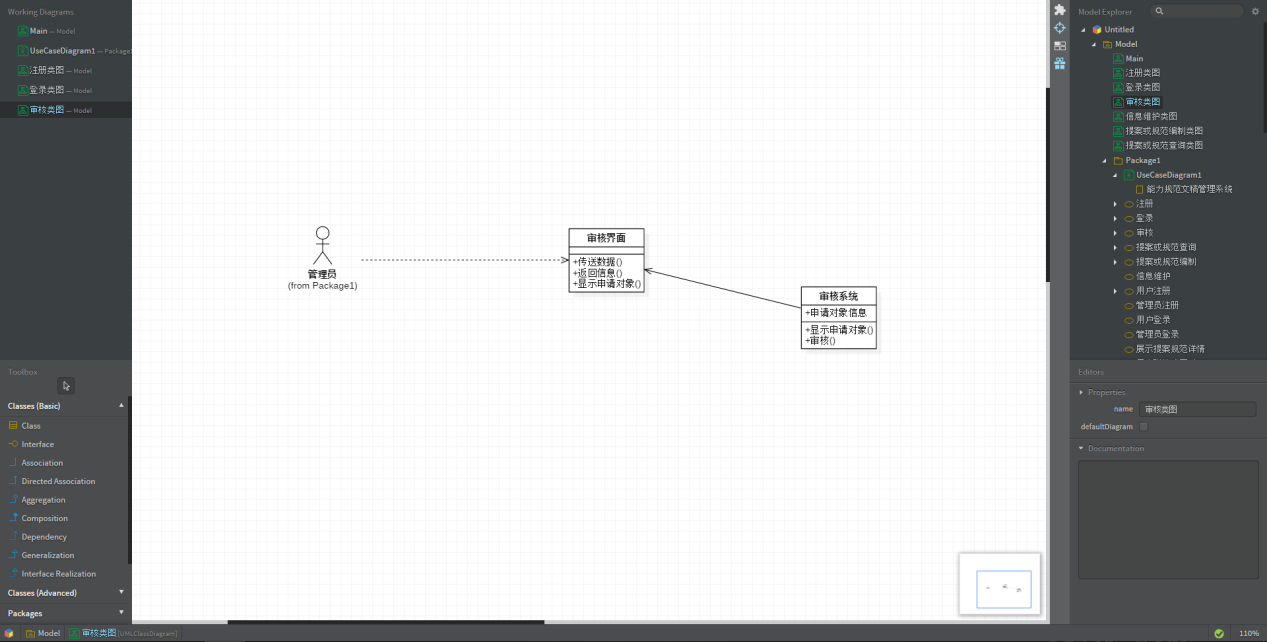 Working Diagrams
Main — Model
UseCaseDiagram1 — Package
注册类图 — Model
登录类图 — Model
审核类图 — Model
Toolbox
Classes (Basic)
Class
Interface
Association
Directed Association
Aggregation
Composition
Dependency
Generalization
Interface Realization
Classes (Advanced)
Packages
管理员
(from Package1)
审核界面
+传送数据()
+返回信息()
+显示申请对象()
审核系统
+申请对象信息
+显示申请对象()
+审核()
Model Explorer
Untitled
Model
Main
注册类图
登录类图
审核类图
信息维护类图
提案或规范编制类图
提案或规范查询类图
Package1
UseCaseDiagram1
能力规范文稿管理系统
注册
登录
审核
提案或规范查询
提案或规范编制
信息维护
用户注册
管理员注册
用户登录
管理员登录
展示提案规范详情
Editors
Properties
name 审核类图
defaultDiagram
Documentation
Model 审核类图 [UMLClassDiagram]
110%